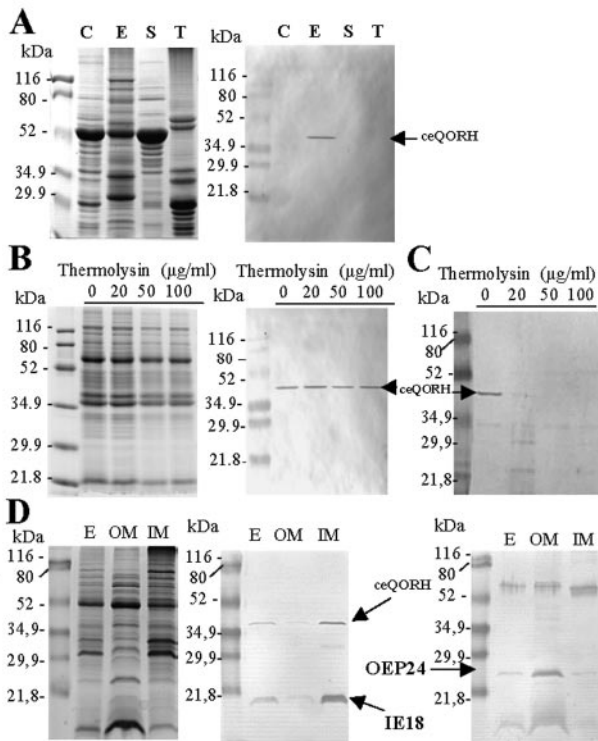 A
C E S T
C E S T
kDa
116 -
80 -
52 -
34.9 -
29.9 -
kDa
116 -
80 -
52 -
34.9 -
29.9 -
21.8 -
ceQORH
B
Thermolysin (µg/ml)
0 20 50 100
kDa
116 -
80 -
52 -
34.9 -
29.9 -
21.8 -
Thermolysin (µg/ml)
0 20 50 100
kDa
116 -
80 –
52 -
34.9 -
29,9 -
21.8-
ceQORH
C
Thermolysin (µg/ml)
0 20 50 100
kDa
116 -
80
52 -
34.9 -
29,9 -
21,8 -
D
E OM IM
kDa
116 -
80
52 -
34,9 -
29,9 -
21,8-
E OM IM
kDa
116 -
80
52 -
34,9 -
29,9 -
21,8 -
ceQORH
IE18
E OM IM
kDa
116 -
80
52 -
34,9 -
29,9 -
21,8 -
OEP24